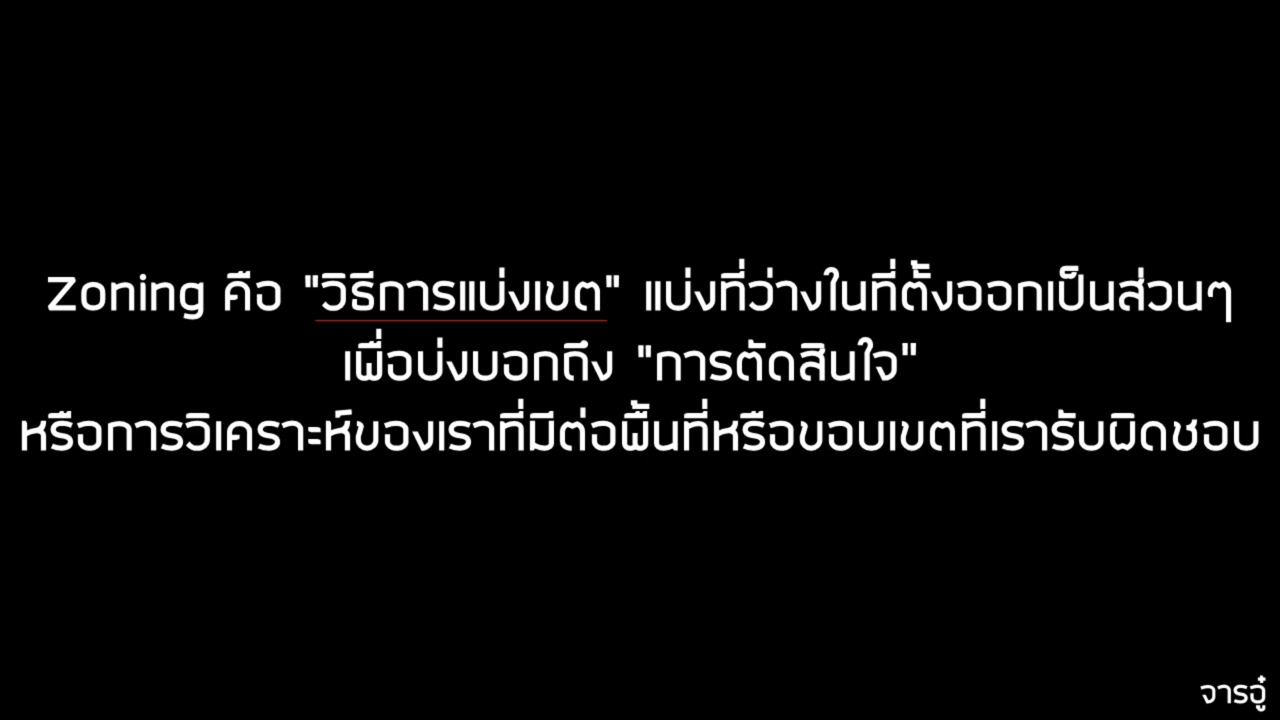 Zoning คือ "วิธีการแบ่งเขต" แบ่งที่ว่างในที่ตั้งออกเป็นส่วนๆ
เพื่อบ่งบอกถึง "การตัดสินใจ"
หรือการวิเคราะห์ของเราที่มีต่อพื้นที่หรือขอบเขตที่เรารับผิดชอบ
จารอู๋